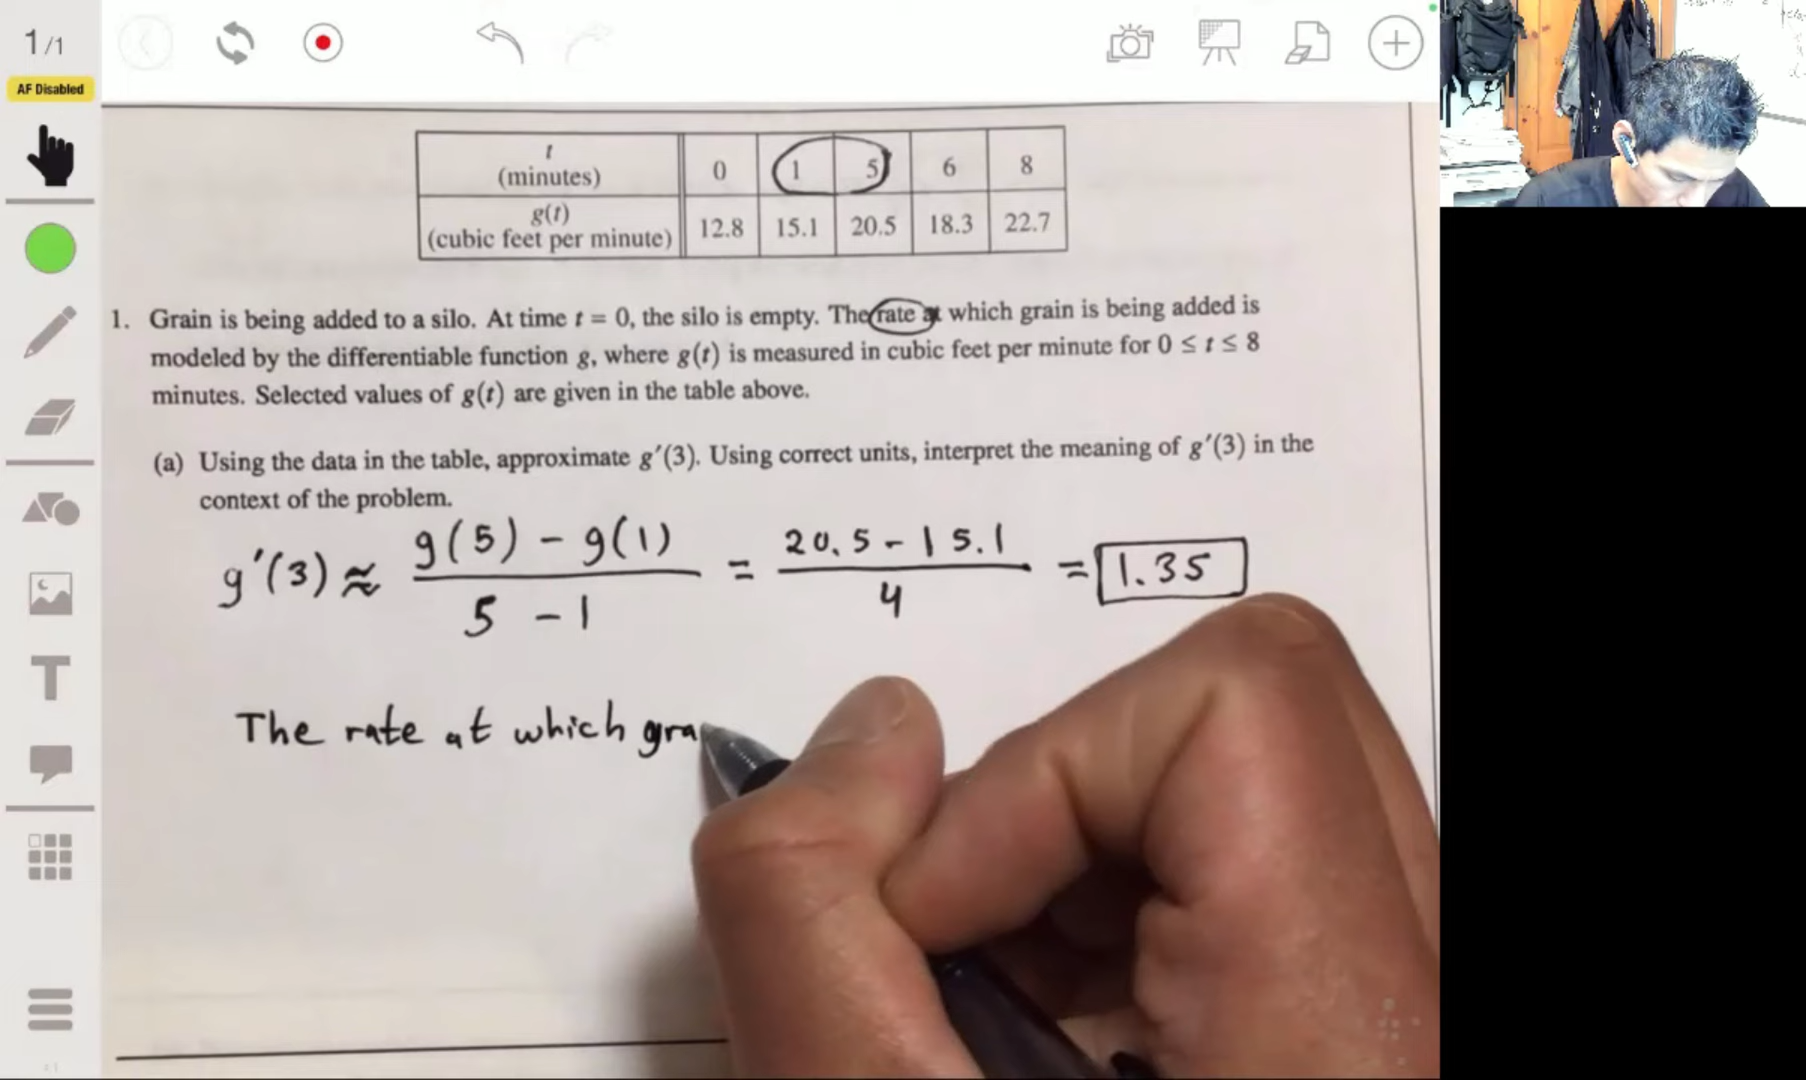 1/1
AF Disabled
t
(minutes)
0
1
5
6
8
g(t)
(cubic feet per minute)
12.8
15.1
20.5
18.3
22.7
1. Grain is being added to a silo. At time t = 0, the silo is empty. The rate at which grain is being added is
modeled by the differentiable function g, where g(t) is measured in cubic feet per minute for 0 ≤ t ≤ 8
minutes. Selected values of g(t) are given in the table above.
(a) Using the data in the table, approximate g′(3). Using correct units, interpret the meaning of g′(3) in the
context of the problem.
g'(3) ≈ g(5) - g(1) / 5 - 1 = 20.5 - 15.1 / 4 = 1.35
The rate at which gra
T